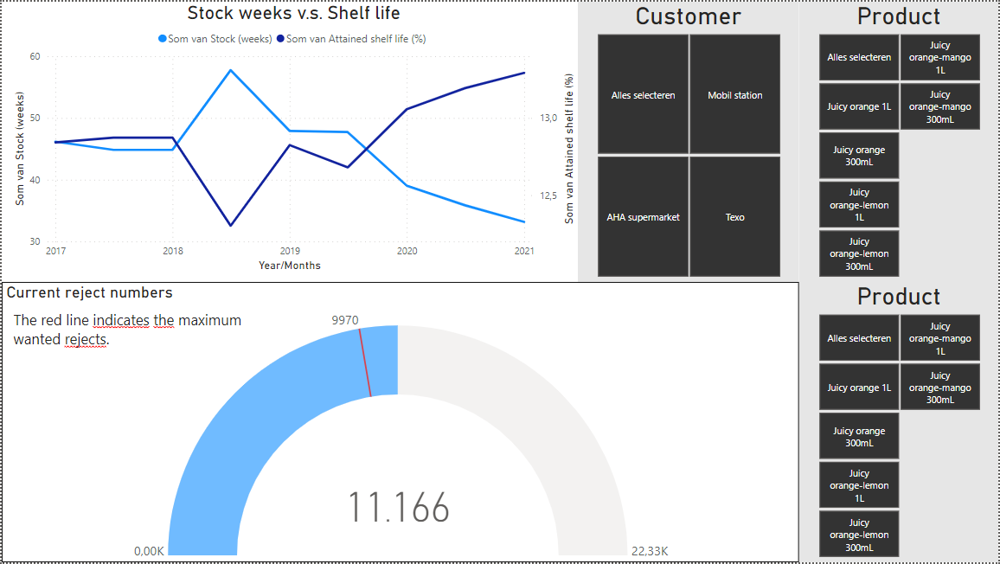 Stock weeks v.s. Shelf life
Som van Stock (weeks) Som van Attained shelf life (%)
Som van Stock (weeks)
60
50
40
30
13,0
12,5
Som van Attained shelf life (%)
2017 2018 2019 2020 2021
Year/Months
Customer
Alles selecteren
Mobil station
AHA supermarket
Texo
Product
Alles selecteren
Juicy
orange-mango
1L
Juicy orange 1L
Juicy
orange-mango
300mL
Juicy orange
300mL
Juicy
orange-lemon
1L
Juicy
orange-lemon
300mL
Current reject numbers
The red line indicates the maximum
wanted rejects.
9970
11.166
0,00K
22,33K
Product
Alles selecteren
Juicy
orange-mango
1L
Juicy orange 1L
Juicy
orange-mango
300mL
Juicy orange
300mL
Juicy
orange-lemon
1L
Juicy
orange-lemon
300mL